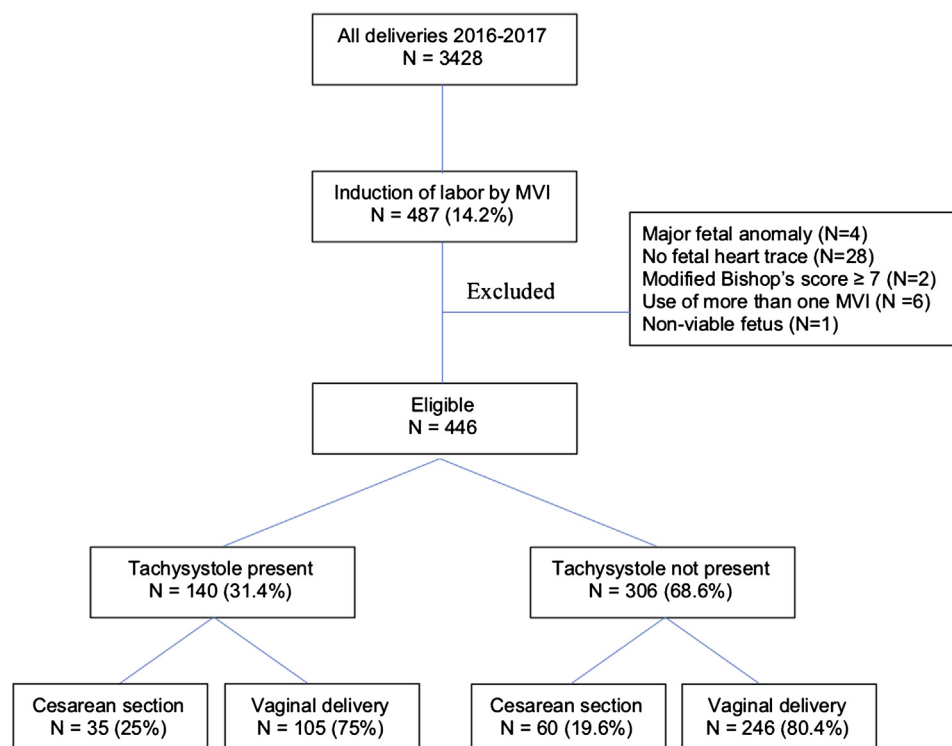 All deliveries 2016-2017
N = 3428
Induction of labor by MVI
N = 487 (14.2%)
Major fetal anomaly (N=4)
No fetal heart trace (N=28)
Modified Bishop's score ≥ 7 (N=2)
Use of more than one MVI (N =6)
Non-viable fetus (N=1)
Excluded
Eligible
N = 446
Tachysystole present
N = 140 (31.4%)
Tachysystole not present
N = 306 (68.6%)
Cesarean section
N = 35 (25%)
Vaginal delivery
N = 105 (75%)
Cesarean section
N = 60 (19.6%)
Vaginal delivery
N = 246 (80.4%)